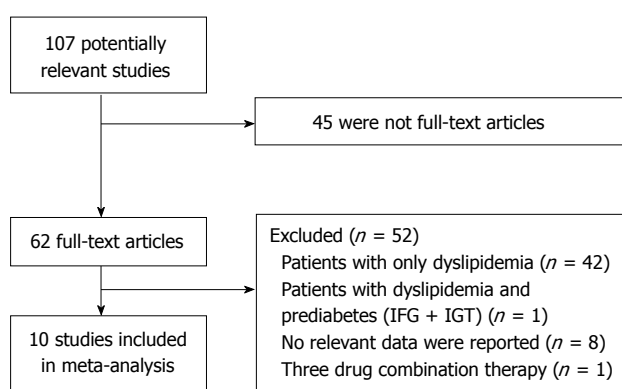 107 potentially
relevant studies
45 were not full-text articles
62 full-text articles
Excluded (n = 52)
Patients with only dyslipidemia (n = 42)
Patients with dyslipidemia and
prediabetes (IFG + IGT) (n = 1)
No relevant data were reported (n = 8)
Three drug combination therapy (n = 1)
10 studies included
in meta-analysis